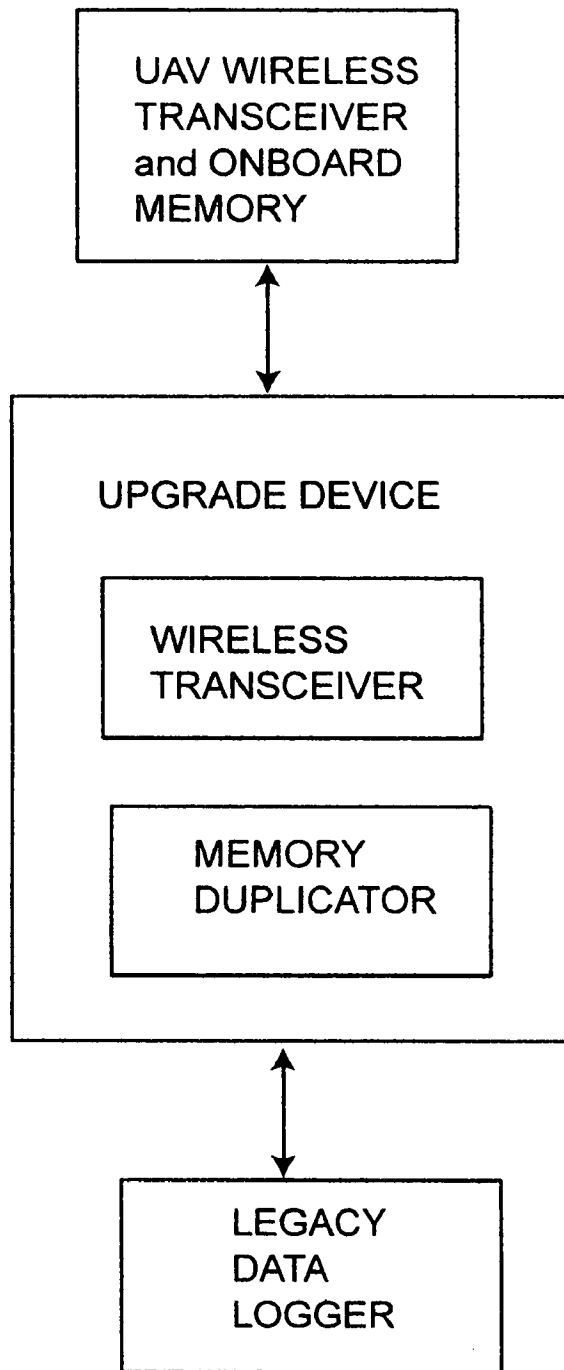 UAV WIRELESS
TRANSCEIVER
and ONBOARD
MEMORY
UPGRADE DEVICE
WIRELESS
TRANSCEIVER
MEMORY
DUPLICATOR
LEGACY
DATA
LOGGER